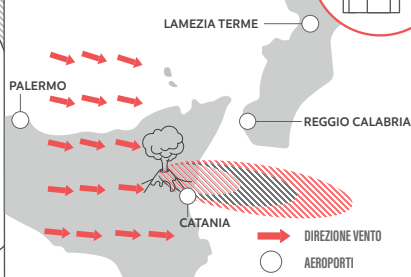 LAMEZIA TERME
PALERMO
REGGIO CALABRIA
CATANIA
DIREZIONE VENTO
AEROPORTI